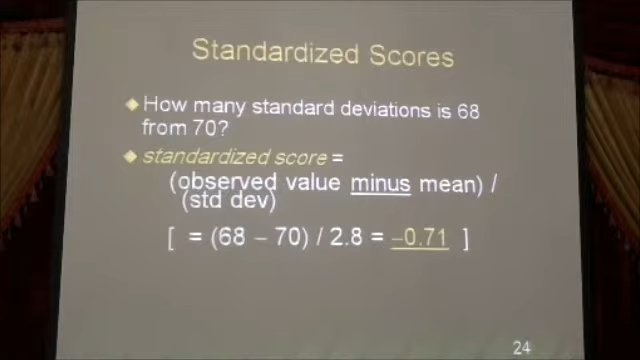 Standardized Scores
How many standard deviations is 68
from 70?
standardized score =
(observed value minus mean) /
(std dev)
[ = (68 – 70) / 2.8 = –0.71 ]
24